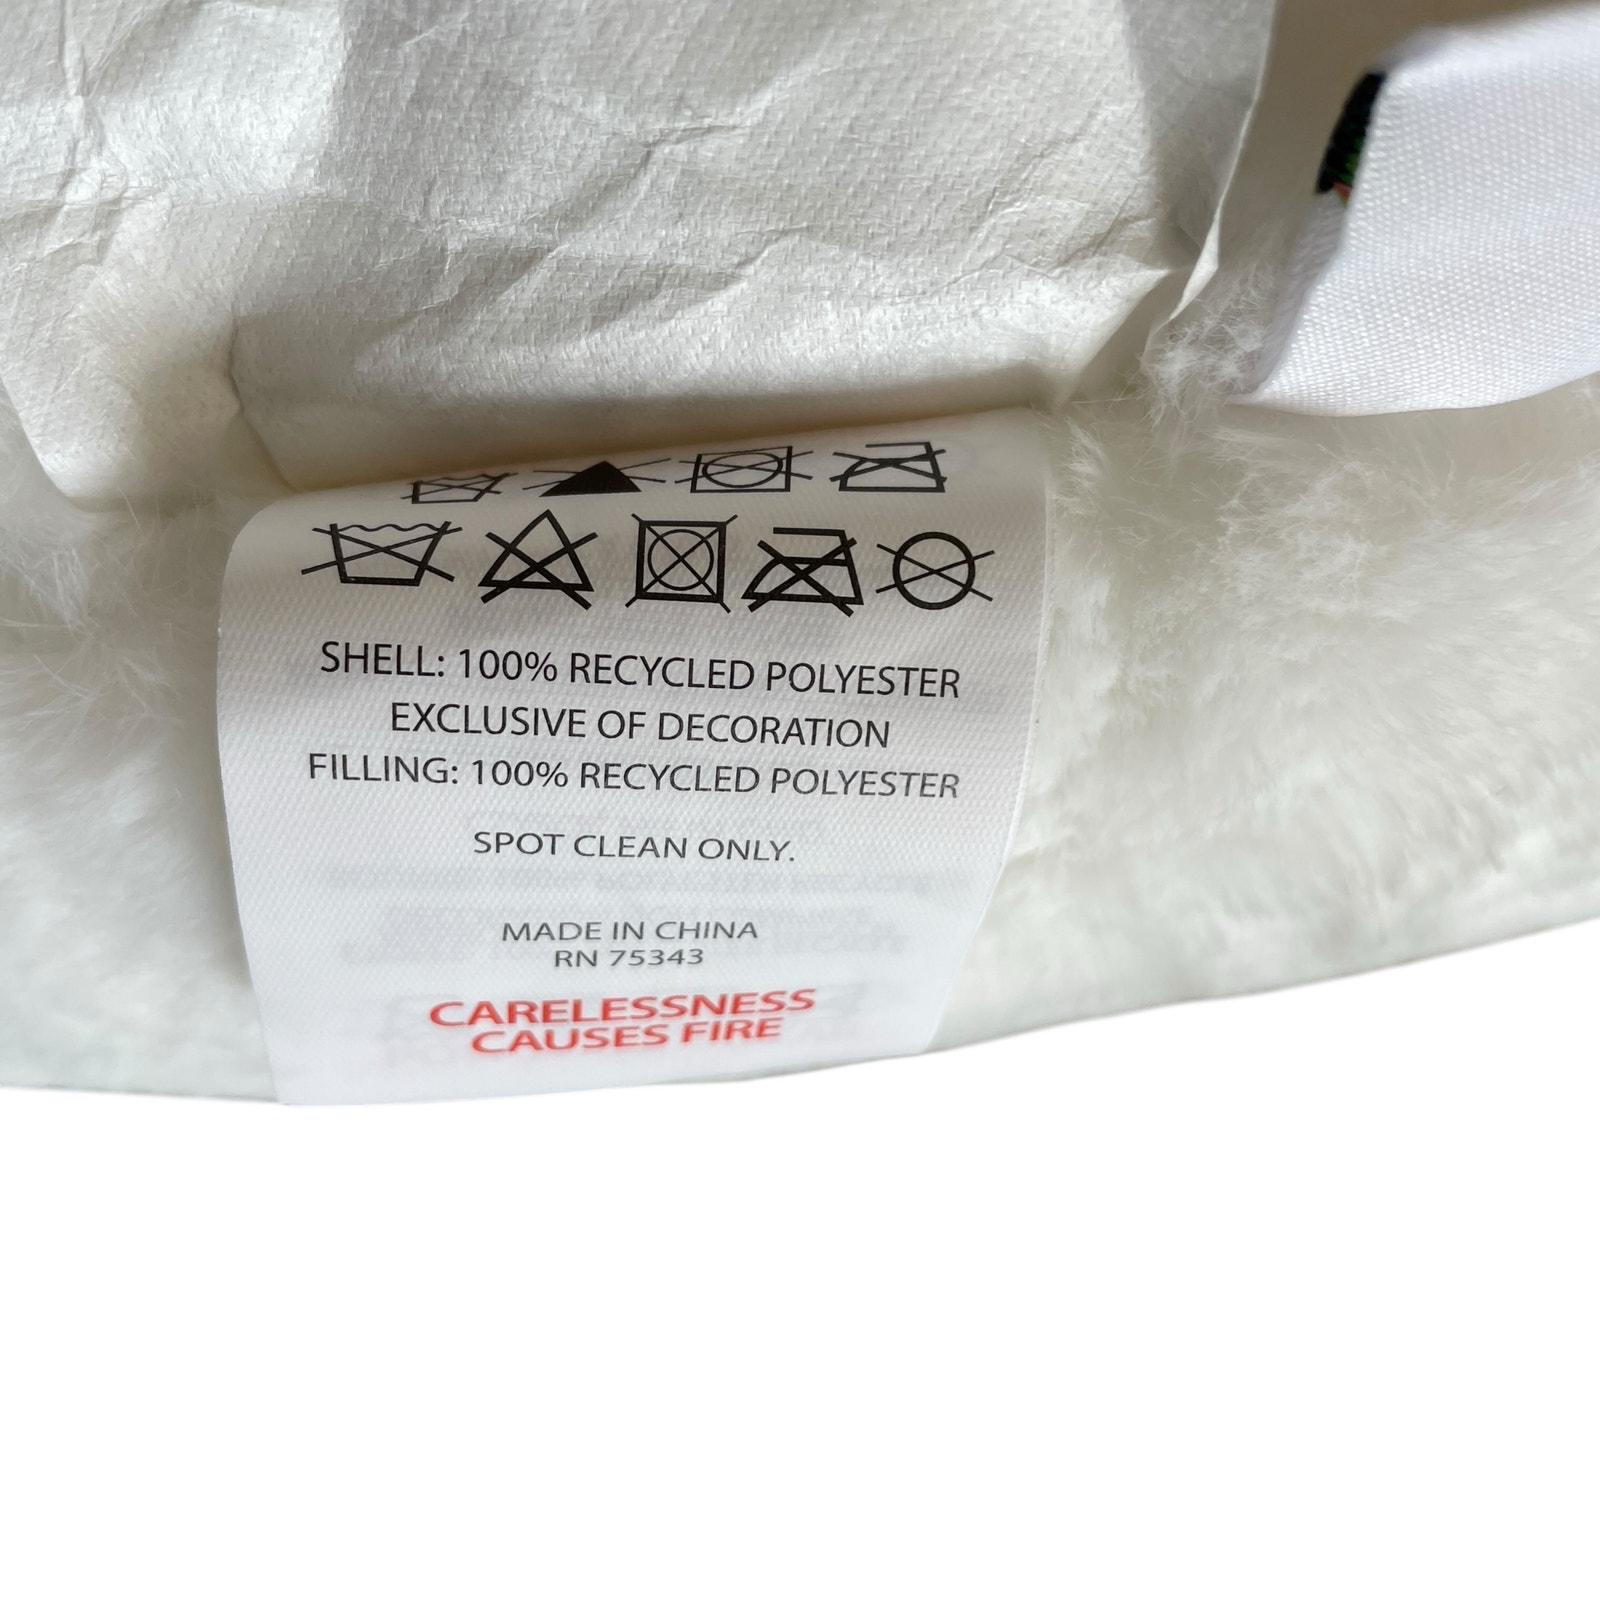 SHELL: 100% RECYCLED POLYESTER
EXCLUSIVE OF DECORATION
FILLING: 100% RECYCLED POLYESTER
SPOT CLEAN ONLY.
MADE IN CHINA
RN 75343
CARELESSNESS
CAUSES FIRE